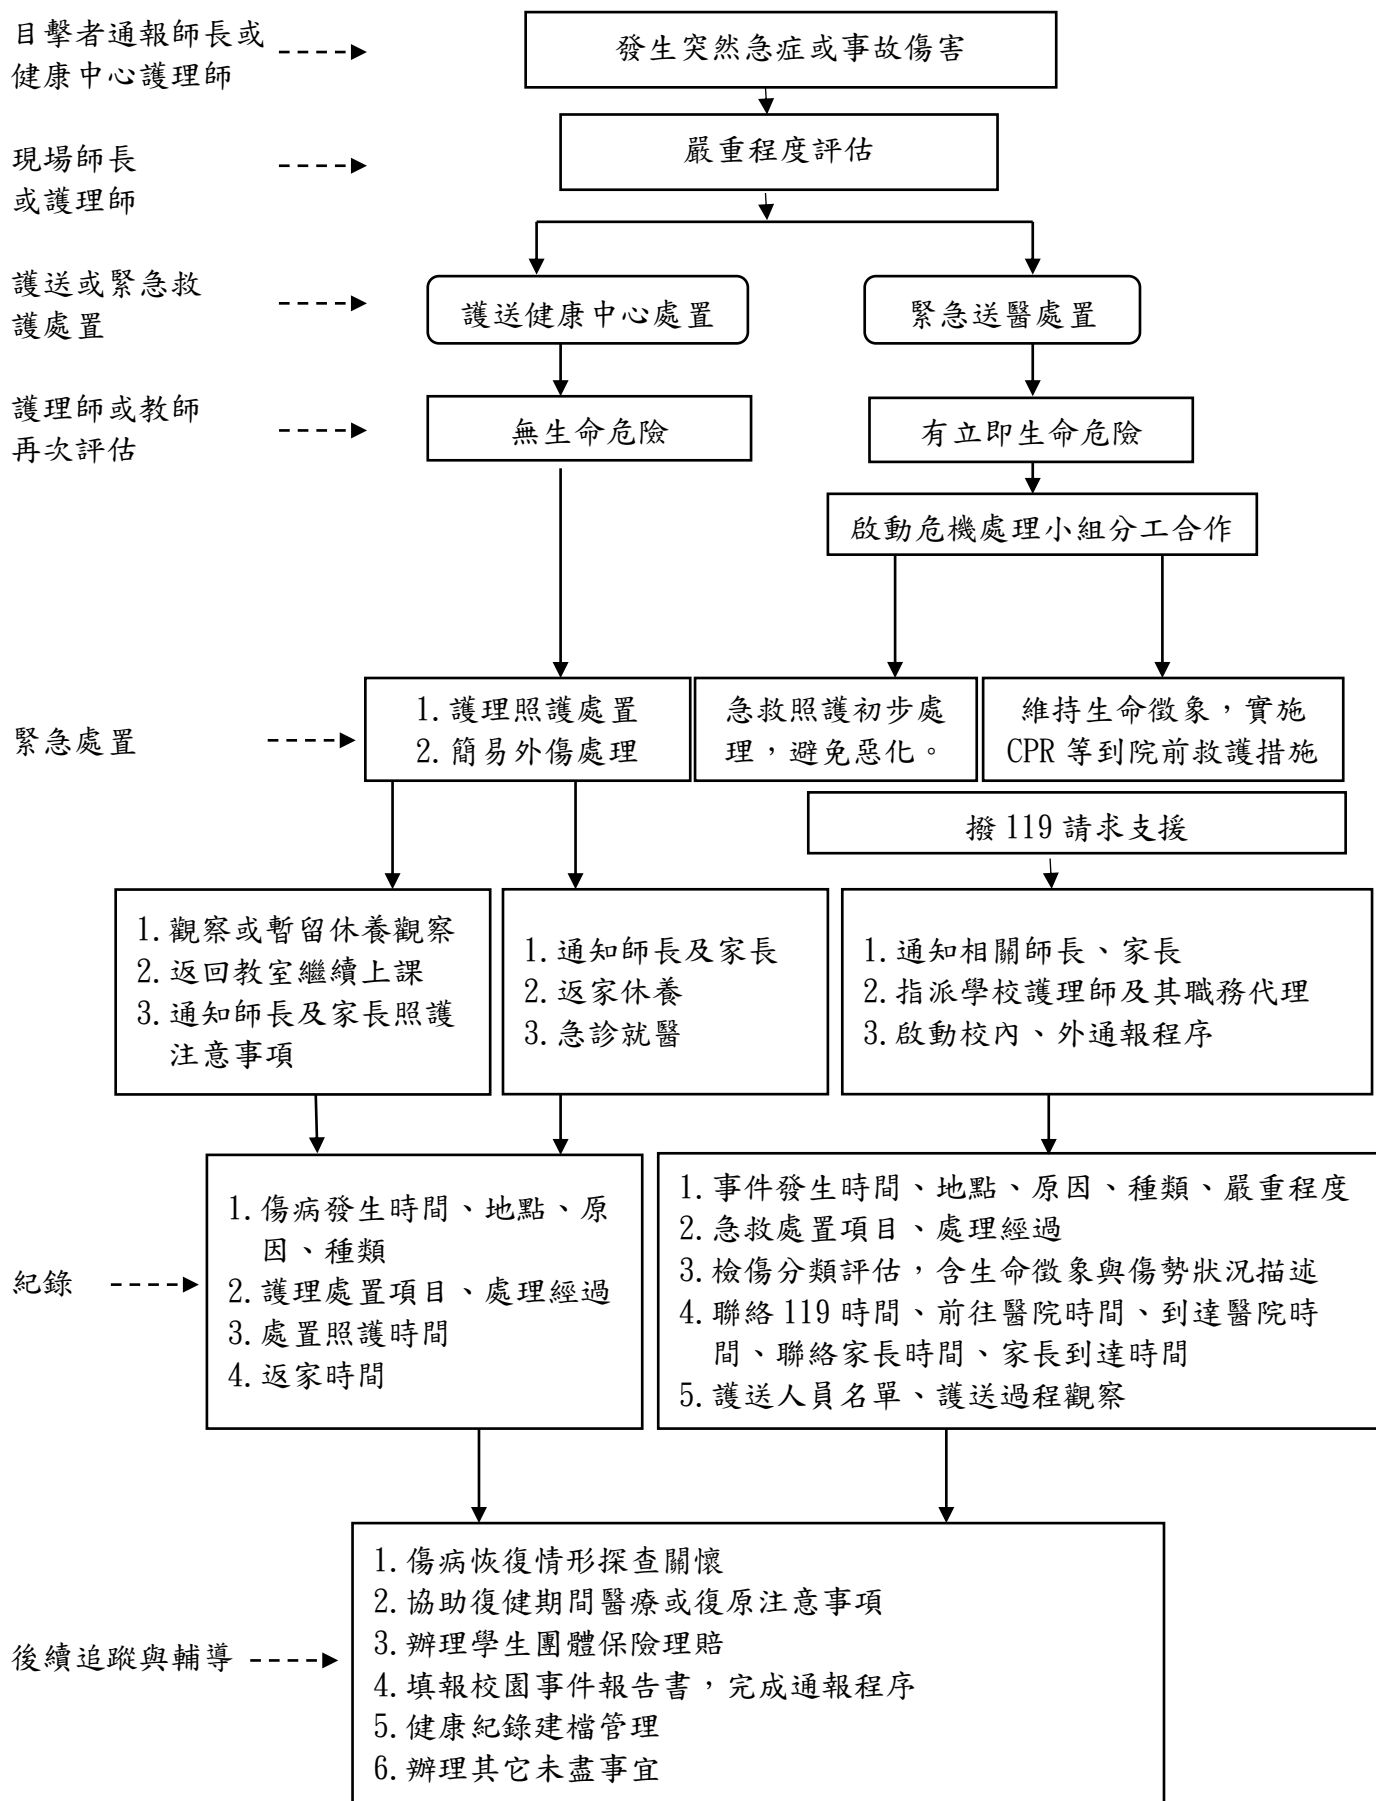 目擊者通報師長或
健康中心護理師
發生突然急症或事故傷害
現場師長
或護理師
嚴重程度評估
護送或緊急救
護處置
護送健康中心處置
緊急送醫處置
護理師或教師
再次評估
無生命危險
有立即生命危險
啟動危機處理小組分工合作
緊急處置
1.護理照護處置
2.簡易外傷處理
急救照護初步處
理，避免惡化。
維持生命徵象，實施
CPR 等到院前救護措施
撥 119 請求支援
1.觀察或暫留休養觀察
2.返回教室繼續上課
3.通知師長及家長照護
注意事項
1.通知師長及家長
2.返家休養
3.急診就醫
1.通知相關師長、家長
2.指派學校護理師及其職務代理
3.啟動校內、外通報程序
紀錄
1.傷病發生時間、地點、原
因、種類
2.護理處置項目、處理經過
3.處置照護時間
4.返家時間
1.事件發生時間、地點、原因、種類、嚴重程度
2.急救處置項目、處理經過
3.檢傷分類評估，含生命徵象與傷勢狀況描述
4.聯絡 119 時間、前往醫院時間、到達醫院時
間、聯絡家長時間、家長到達時間
5.護送人員名單、護送過程觀察
後續追蹤與輔導
1.傷病恢復情形探查關懷
2.協助復健期間醫療或復原注意事項
3.辦理學生團體保險理賠
4.填報校園事件報告書，完成通報程序
5.健康紀錄建檔管理
6.辦理其它未盡事宜